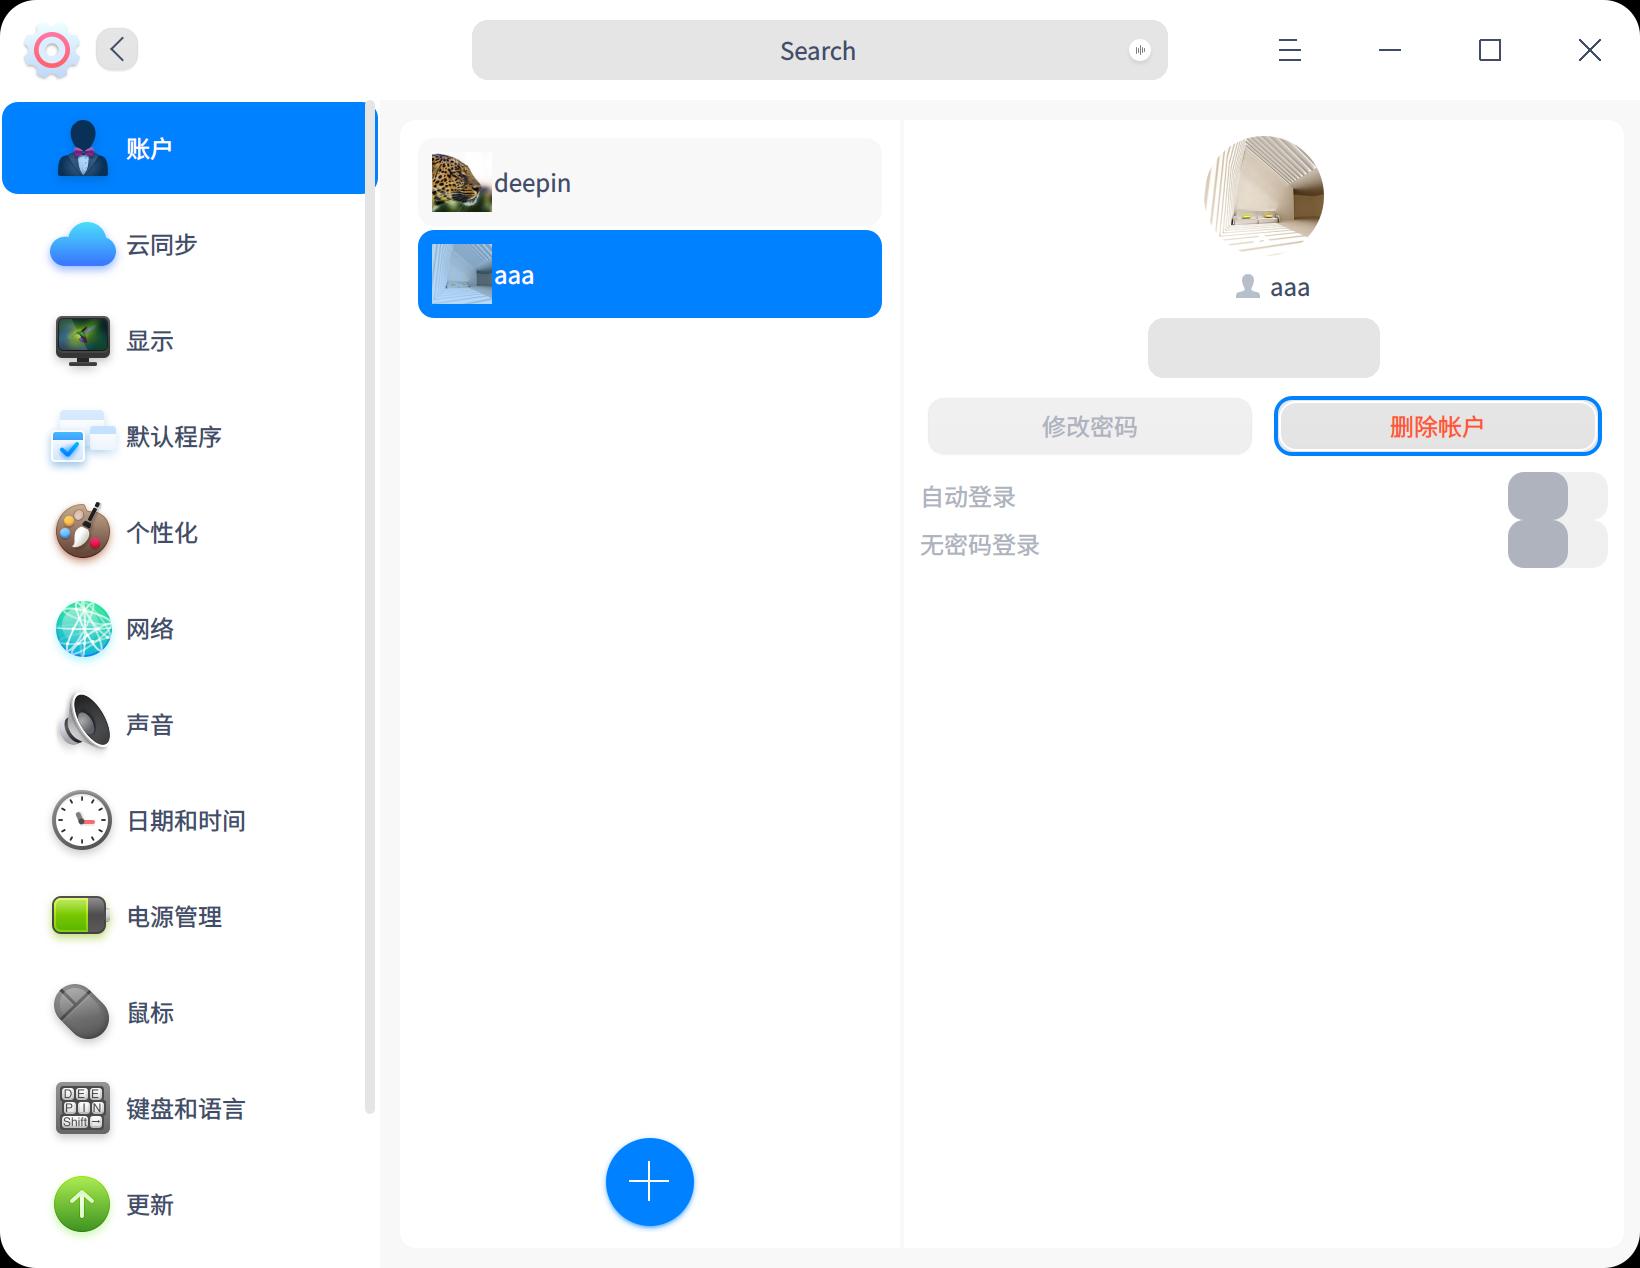 Search
账户
云同步
显示
默认程序
个性化
网络
声音
日期和时间
电源管理
鼠标
DEE
PIN
Shift→
键盘和语言
更新
deepin
aaa
aaa
修改密码
删除帐户
自动登录
无密码登录